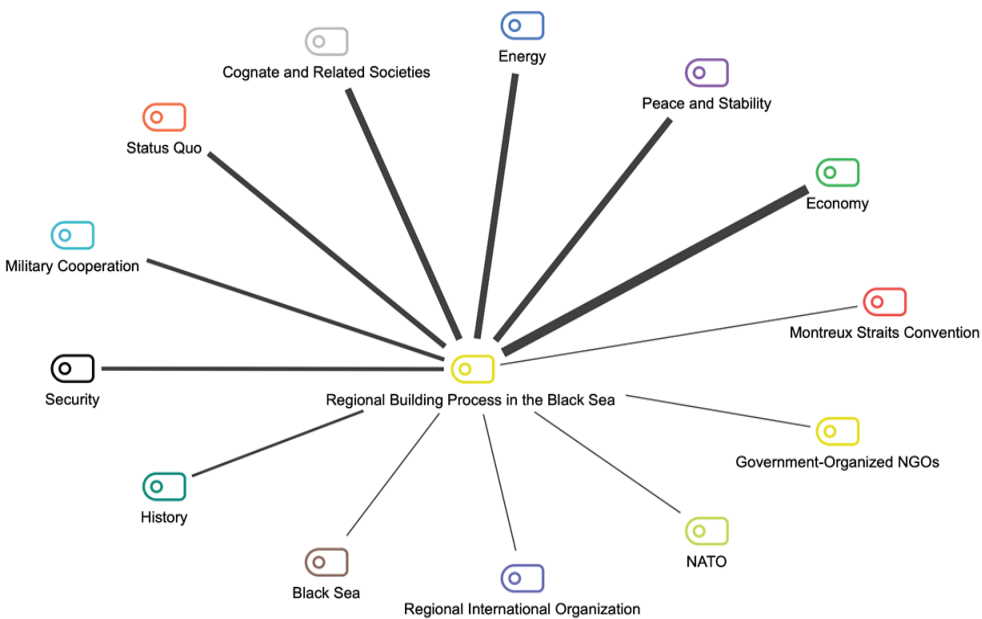 Energy
Cognate and Related Societies
Peace and Stability
Status Quo
Economy
Military Cooperation
Montreux Straits Convention
Security
Regional Building Process in the Black Sea
Government-Organized NGOs
History
NATO
Black Sea
Regional International Organization